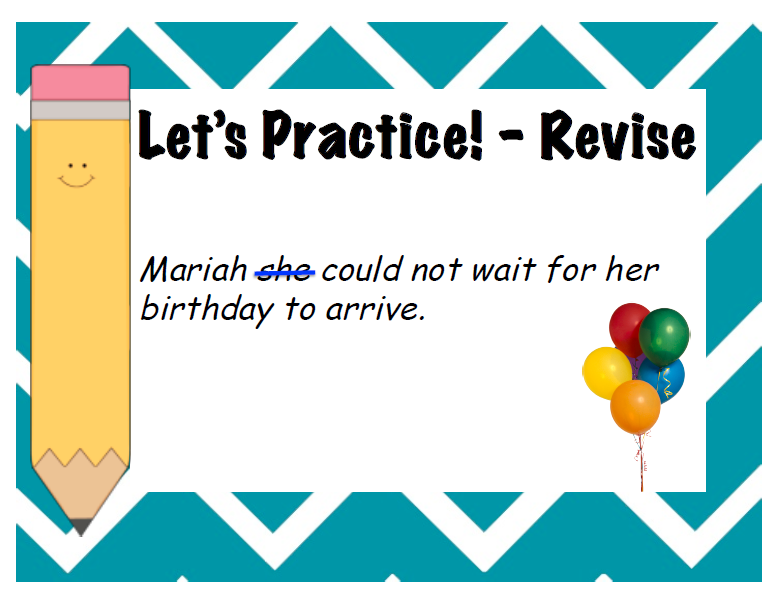 Let's Practice! - Revise
Mariah she could not wait for her
birthday to arrive.